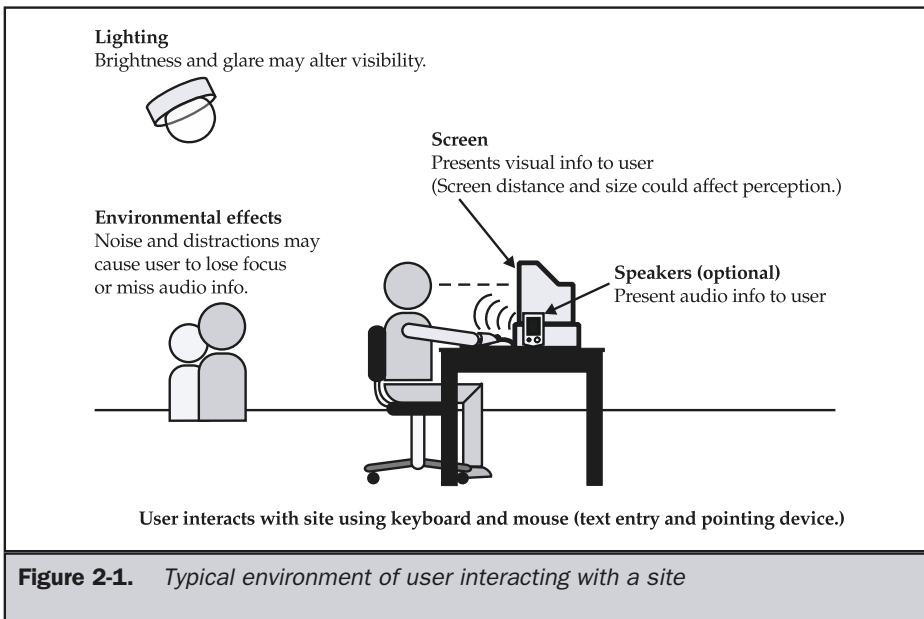 Lighting
Brightness and glare may alter visibility.
Screen
Presents visual info to user
(Screen distance and size could affect perception.)
Environmental effects
Noise and distractions may
cause user to lose focus
or miss audio info.
Speakers (optional)
Present audio info to user
User interacts with site using keyboard and mouse (text entry and pointing device.)
Figure 2-1. Typical environment of user interacting with a site